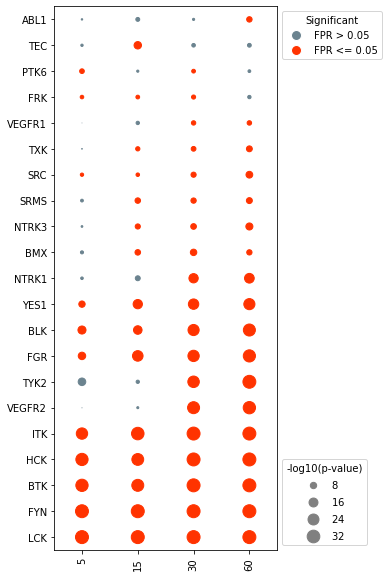 ABL1
TEC
PTK6
FRK
VEGFR1
TXK
SRC
SRMS
NTRK3
BMX
NTRK1
YES1
BLK
FGR
TYK2
VEGFR2
ITK
HCK
BTK
FYN
LCK
5
15
30
60
Significant
FPR > 0.05
FPR <= 0.05
-log10(p-value)
8
16
24
32